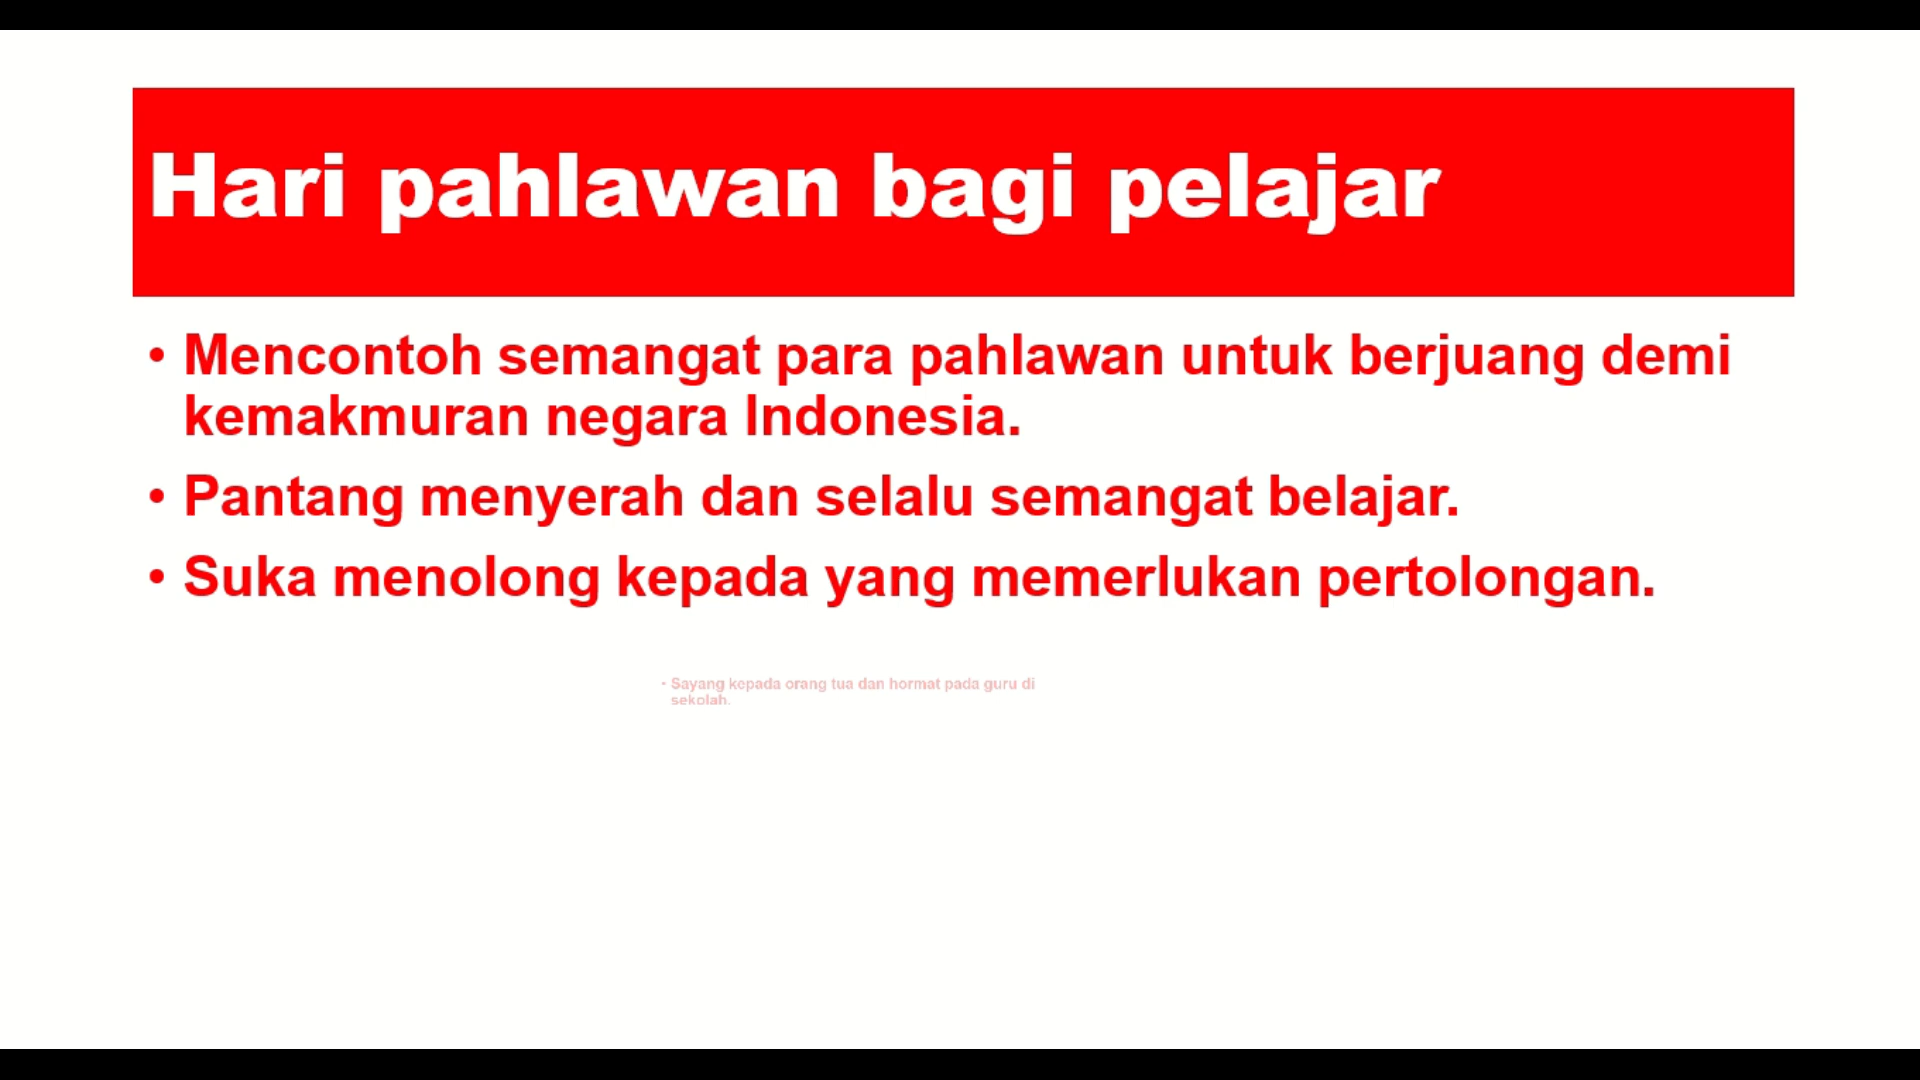 Hari pahlawan bagi pelajar
• Mencontoh semangat para pahlawan untuk berjuang demi
kemakmuran negara Indonesia.
• Pantang menyerah dan selalu semangat belajar.
• Suka menolong kepada yang memerlukan pertolongan.
• Sayang kepada orang tua dan hormat pada guru di
sekolah.